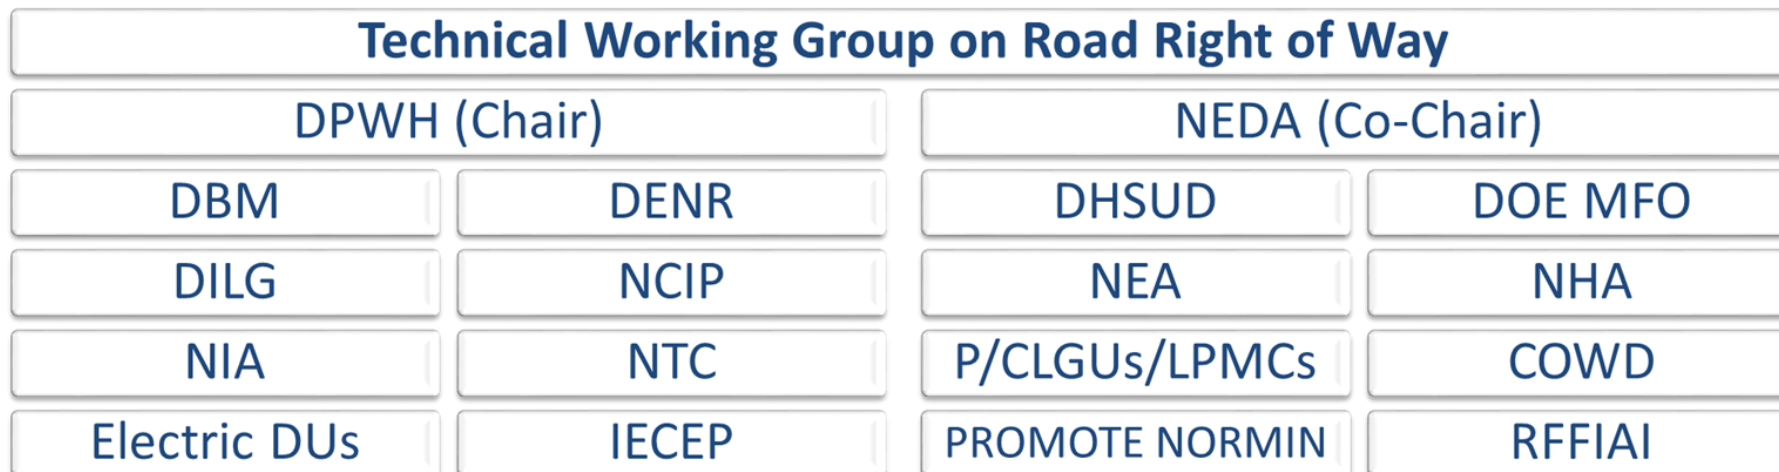 Technical Working Group on Road Right of Way
DPWH (Chair) NEDA (Co-Chair)
DBM DENR DHSUD DOE MFO
DILG NCIP NEA NHA
NIA NTC P/CLGUs/LPMCs COWD
Electric DUs IECEP PROMOTE NORMIN RFFIAI